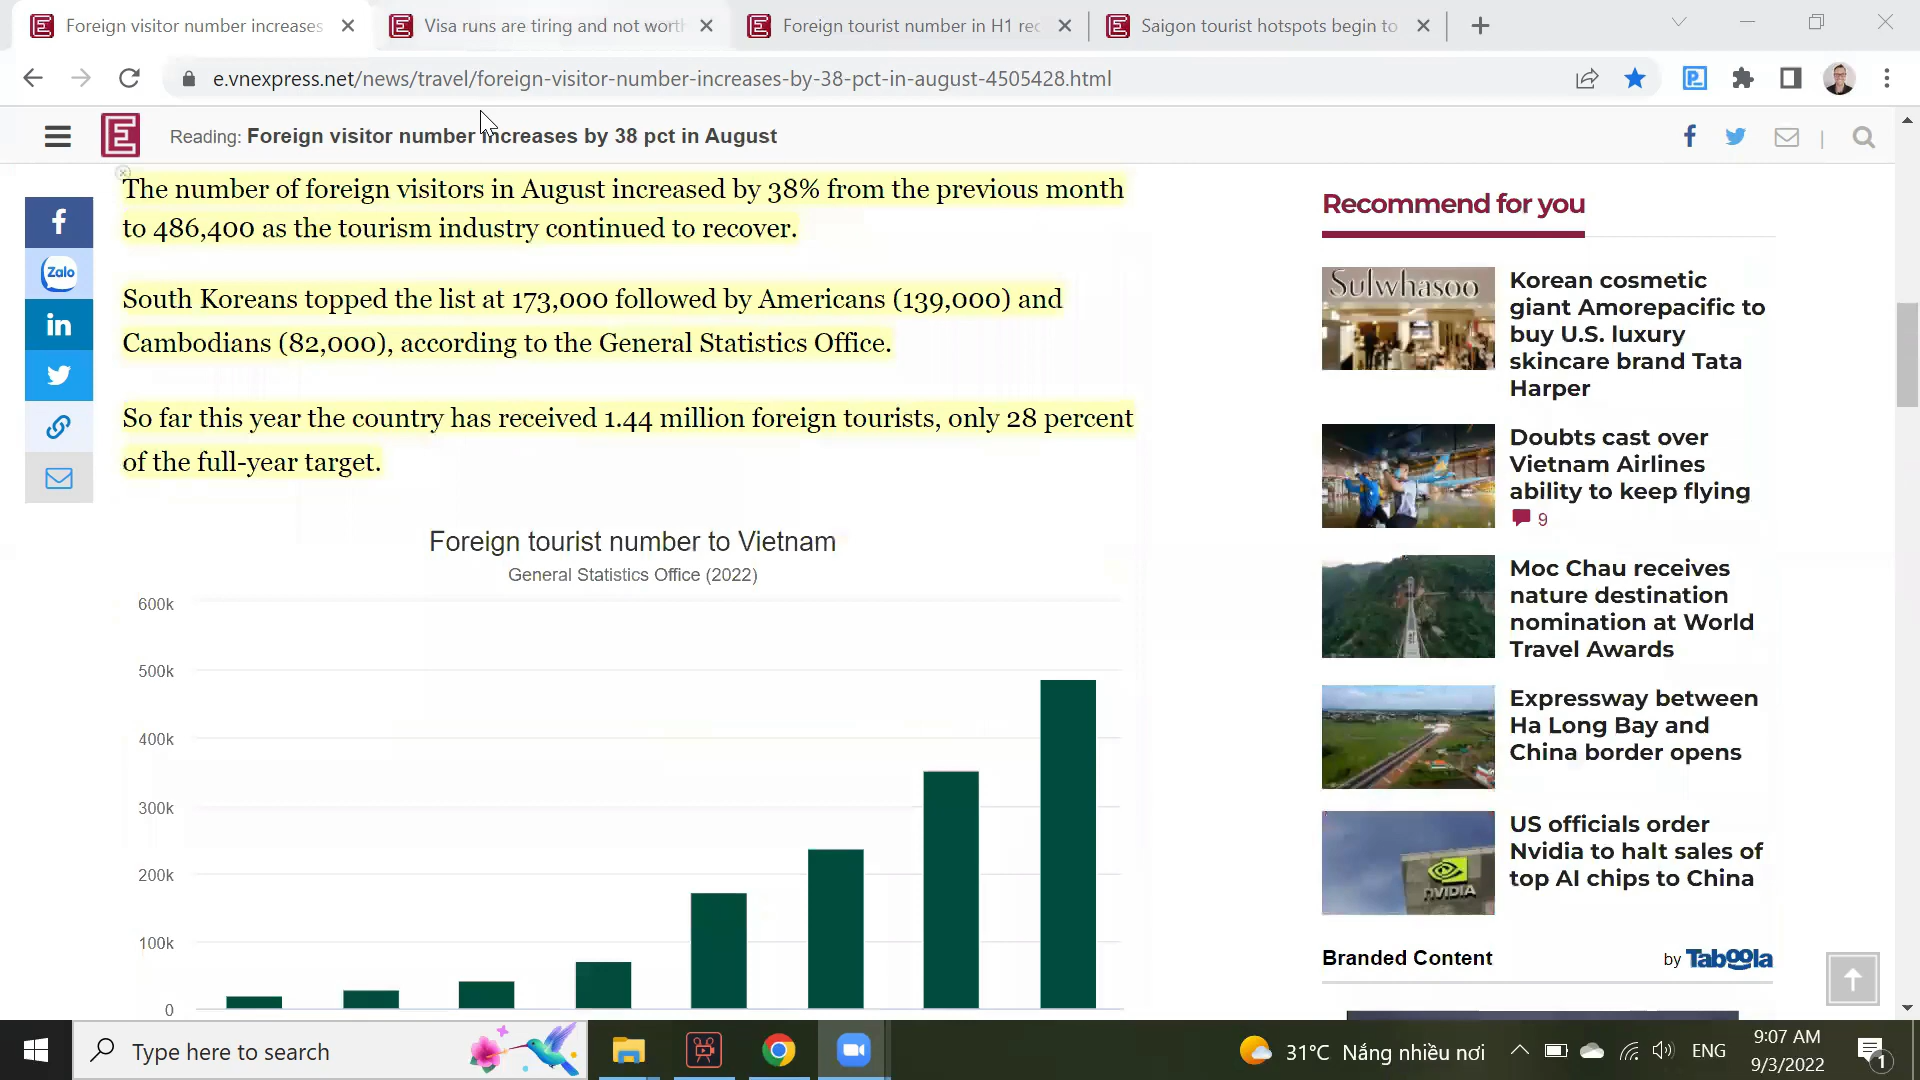 Foreign visitor number increases
Visa runs are tiring and not worth
Foreign tourist number in H1 rec
Saigon tourist hotspots begin to
e.vnexpress.net/news/travel/foreign-visitor-number-increases-by-38-pct-in-august-4505428.html
Reading: Foreign visitor number increases by 38 pct in August
The number of foreign visitors in August increased by 38% from the previous month
to 486,400 as the tourism industry continued to recover.
South Koreans topped the list at 173,000 followed by Americans (139,000) and
Cambodians (82,000), according to the General Statistics Office.
So far this year the country has received 1.44 million foreign tourists, only 28 percent
of the full-year target.
Zalo
Foreign tourist number to Vietnam
General Statistics Office (2022)
600k
500k
400k
300k
200k
100k
0
Recommend for you
Sulwhasoo
Korean cosmetic
giant Amorepacific to
buy U.S. luxury
skincare brand Tata
Harper
Doubts cast over
Vietnam Airlines
ability to keep flying
9
Moc Chau receives
nature destination
nomination at World
Travel Awards
Expressway between
Ha Long Bay and
China border opens
NVIDIA
US officials order
Nvidia to halt sales of
top AI chips to China
Branded Content
by Taboola
Type here to search
31°C Nắng nhiều nơi
ENG
9:07 AM
9/3/2022
1